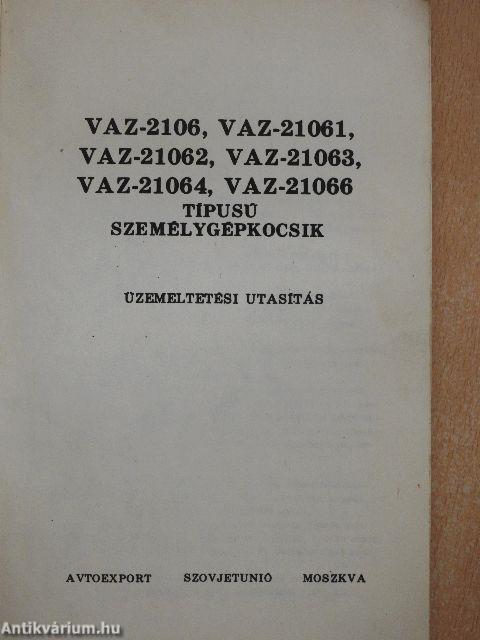 VAZ-2106, VAZ-21061,
VAZ-21062, VAZ-21063,
VAZ-21064, VAZ-21066
TÍPUSÚ
SZEMÉLYGÉPKOCSIK
ÜZEMELTETÉSI UTASÍTÁS
AVTOEXPORT SZOVJETUNIÓ MOSZKVA
Antikvárium.hu